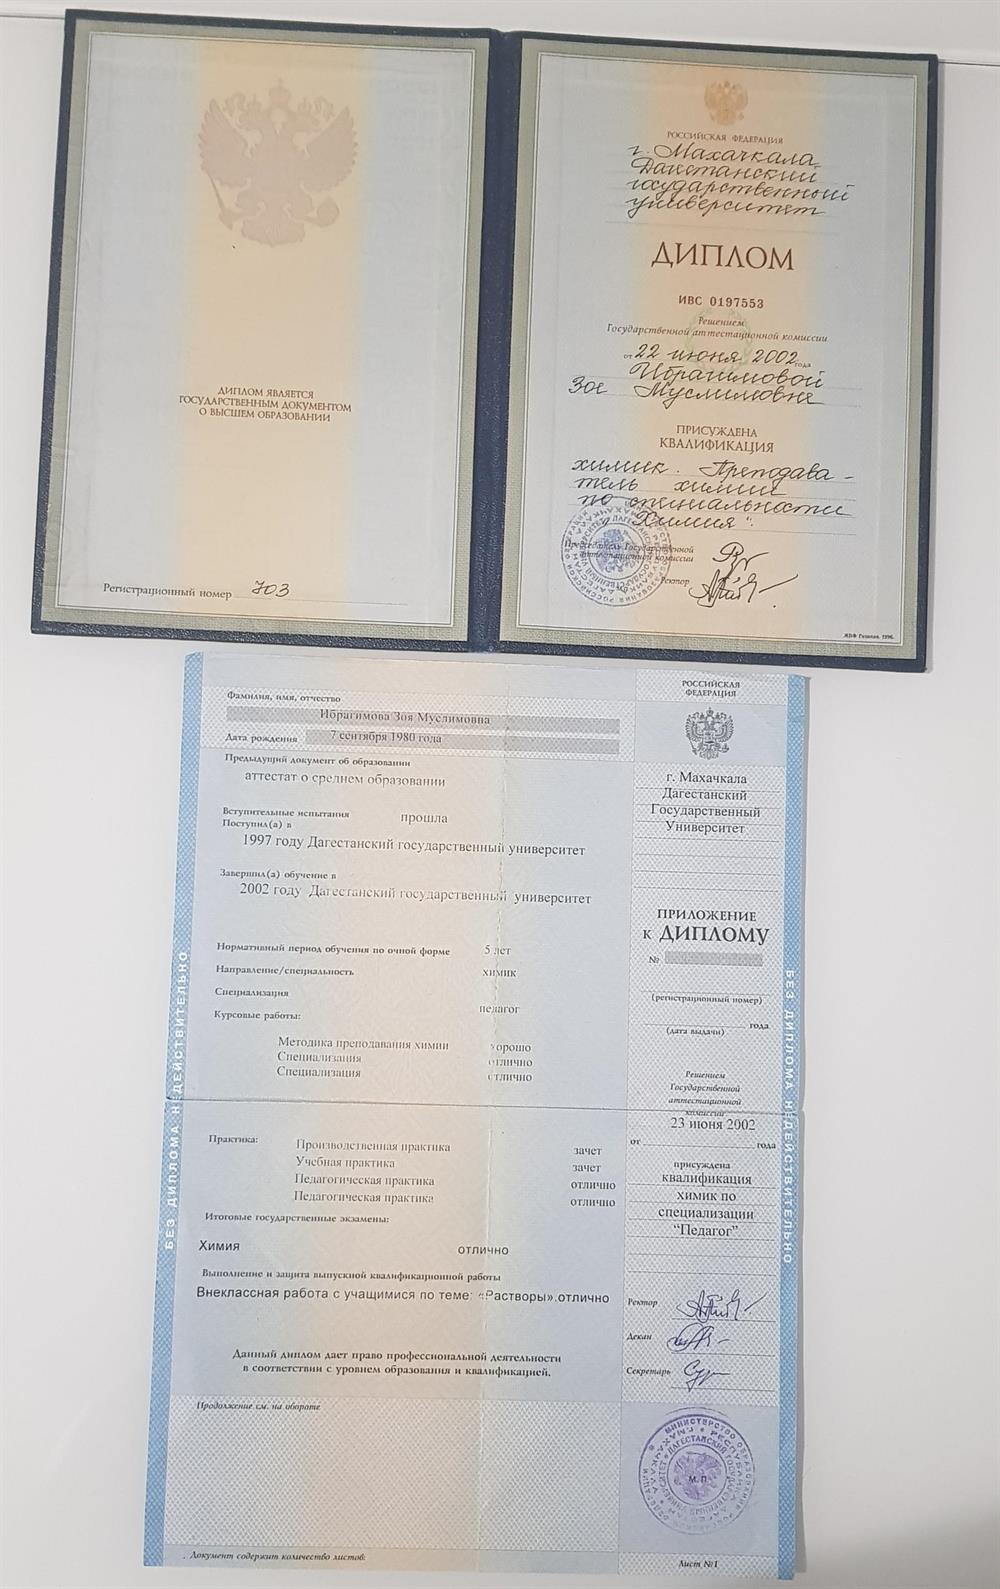 ДИПЛОМ ЯВЛЯЕТСЯ
ГОСУДАРСТВЕННЫМ ДОКУМЕНТОМ
О ВЫСШЕМ ОБРАЗОВАНИИ
Регистрационный номер 703
РОССИЙСКАЯ ФЕДЕРАЦИЯ
г. Махачкала
Дагестанский
государственный
университет
ДИПЛОМ
ИВС 0197553
Решением
Государственной аттестационной комиссии
от 22 июня 2002 года
Ибрагимовой
Зое Муслимовне
ПРИСУЖДЕНА
КВАЛИФИКАЦИЯ
химик. Преподава-
тель химии
по специальности
"Химия".
Председатель Государственной
аттестационной комиссии
Ректор
Фамилия, имя, отчество
Ибрагимова Зоя Муслимовна
Дата рождения 7 сентября 1980 года
Предыдущий документ об образовании
аттестат о среднем образовании
Вступительные испытания прошла
Поступил(а) в
1997 году Дагестанский государственный университет
Завершил(а) обучение в
2002 году Дагестанский государственный университет
Нормативный период обучения по очной форме 5 лет
Направление/специальность химик
Специализация
педагог
Курсовые работы:
Методика преподавания химии хорошо
Специализация отлично
Специализация отлично
Практика:
Производственная практика зачет
Учебная практика зачет
Педагогическая практика отлично
Педагогическая практика отлично
Итоговые государственные экзамены:
Химия отлично
Выполнение и защита выпускной квалификационной работы
Внеклассная работа с учащимися по теме: «Растворы».отлично
Данный диплом дает право профессиональной деятельности
в соответствии с уровнем образования и квалификацией.
Продолжение см. на обороте
. Документ содержит количество листов:
РОССИЙСКАЯ
ФЕДЕРАЦИЯ
г. Махачкала
Дагестанский
Государственный
Университет
ПРИЛОЖЕНИЕ
к ДИПЛОМУ
№
(регистрационный номер)
года
(дата выдачи)
Решением
Государственной
аттестационной
комиссии
23 июня 2002
от года
присуждена
квалификация
химик по
специализации
"Педагог"
Ректор
Декан
Секретарь
М.П.
Лист №1
БЕЗ ДИПЛОМА НЕДЕЙСТВИТЕЛЬНО
БЕЗ ДИПЛОМА НЕДЕЙСТВИТЕЛЬНО